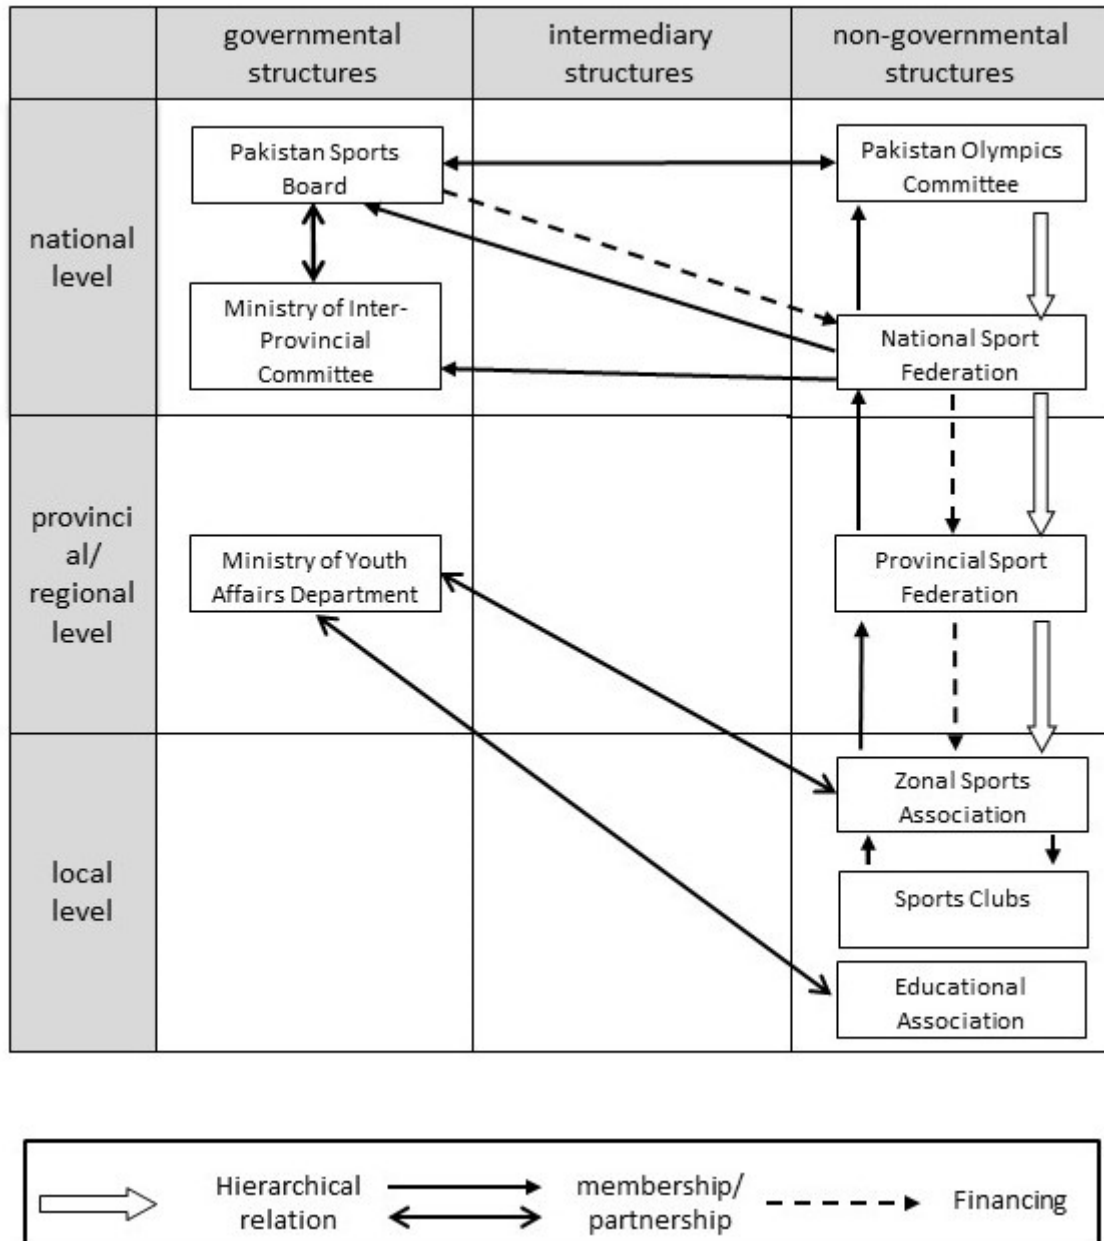 governmental
structures
intermediary
structures
non-governmental
structures
national
level
Pakistan Sports
Board
Pakistan Olympics
Committee
Ministry of Inter-
Provincial
Committee
National Sport
Federation
provinci
al/
regional
level
Ministry of Youth
Affairs Department
Provincial Sport
Federation
local
level
Zonal Sports
Association
Sports Clubs
Educational
Association
Hierarchical
relation
membership/
partnership
Financing